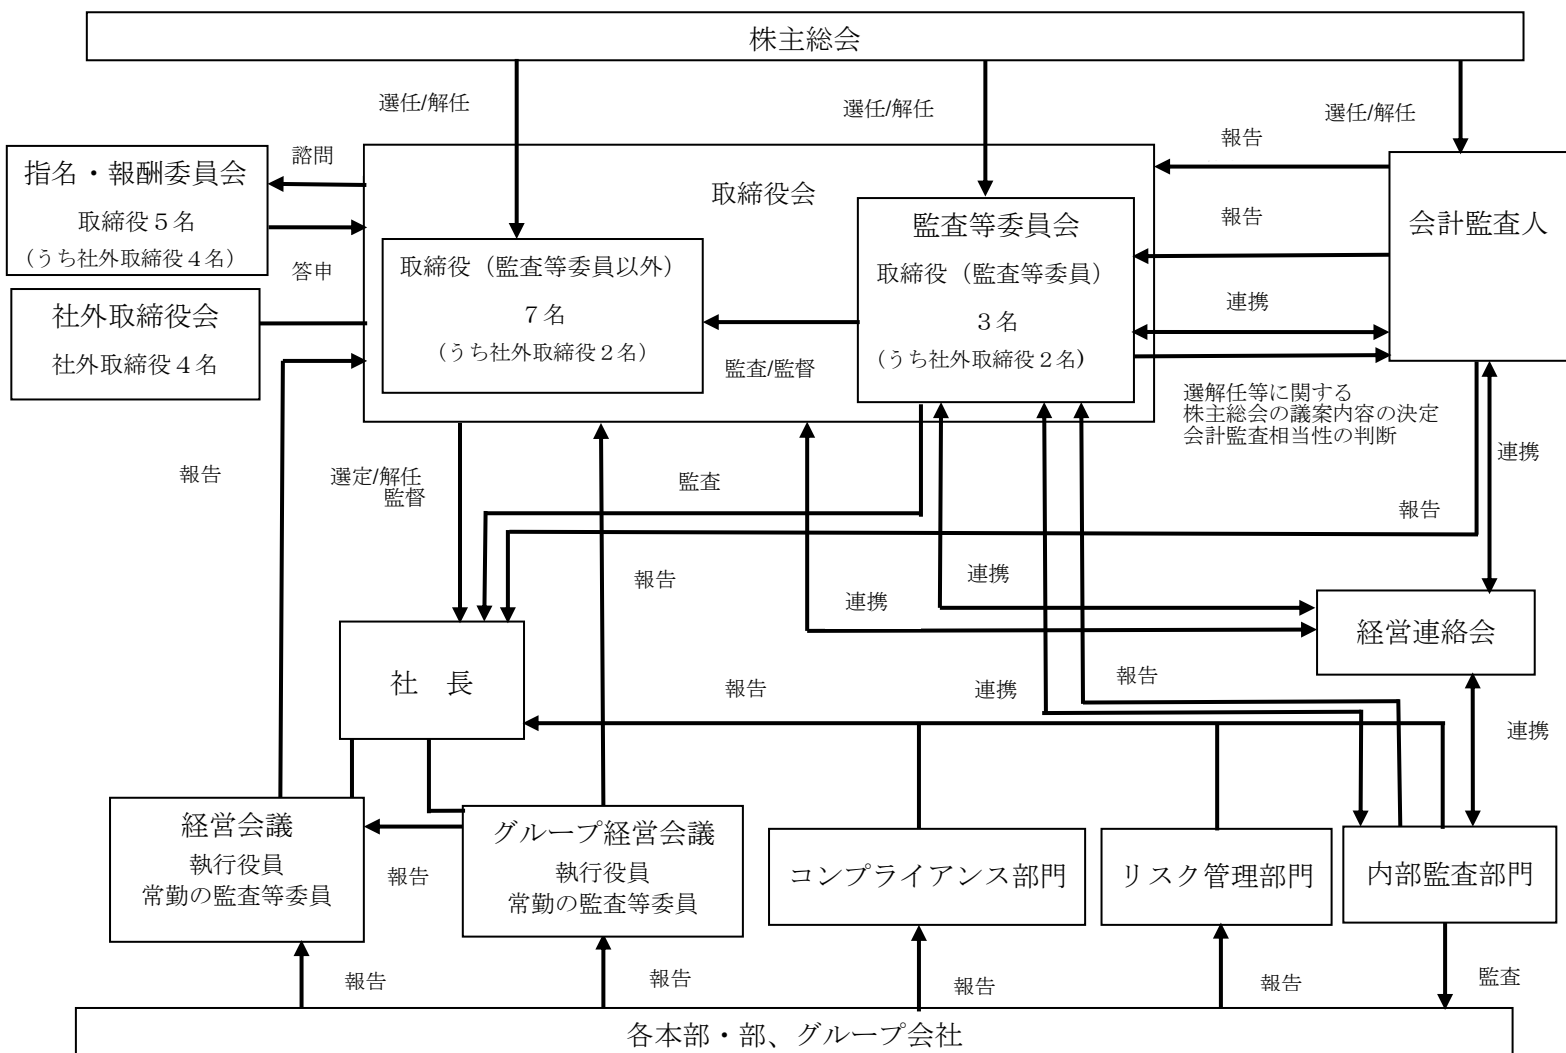 株主総会
選任/解任
選任/解任
選任/解任
報告
諮問
指名・報酬委員会
取締役５名
(うち社外取締役４名)
答申
取締役会
監査等委員会
取締役（監査等委員）
３名
(うち社外取締役２名)
取締役（監査等委員以外）
７名
（うち社外取締役２名）
監査/監督
報告
会計監査人
連携
社外取締役会
社外取締役４名
選解任等に関する
株主総会の議案内容の決定
会計監査相当性の判断
連携
報告
選定/解任
監督
監査
報告
報告
連携
連携
経営連絡会
社　長
報告
連携
報告
連携
経営会議
執行役員
常勤の監査等委員
報告
グループ経営会議
執行役員
常勤の監査等委員
コンプライアンス部門
リスク管理部門
内部監査部門
報告
報告
報告
報告
監査
各本部・部、グループ会社